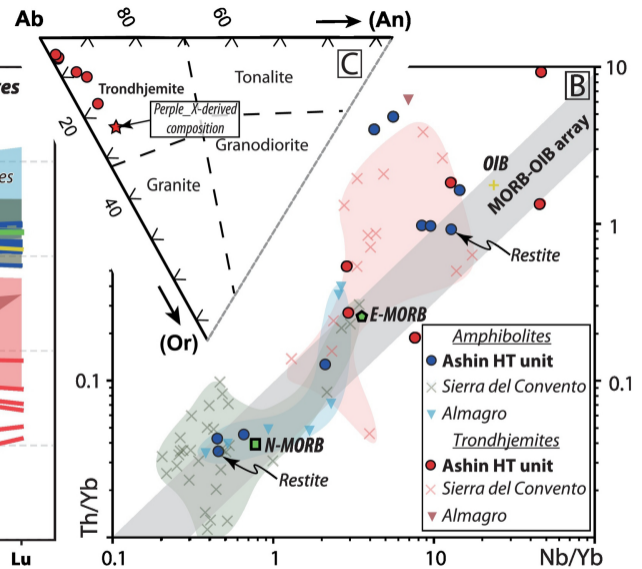 Ab
80
60
(An)
es
C
B
10
Tonalite
Trondhjemite
Perple_X-derived
composition
20
Granodiorite
OIB
MORB-OIB array
es
Granite
40
1
Restite
(Or)
E-MORB
Amphibolites
Ashin HT unit
Sierra del Convento
Almagro
Trondhjemites
Ashin HT unit
Sierra del Convento
Almagro
0.1
0.1
N-MORB
Restite
Th/Yb
Lu
0.1
1
10
Nb/Yb